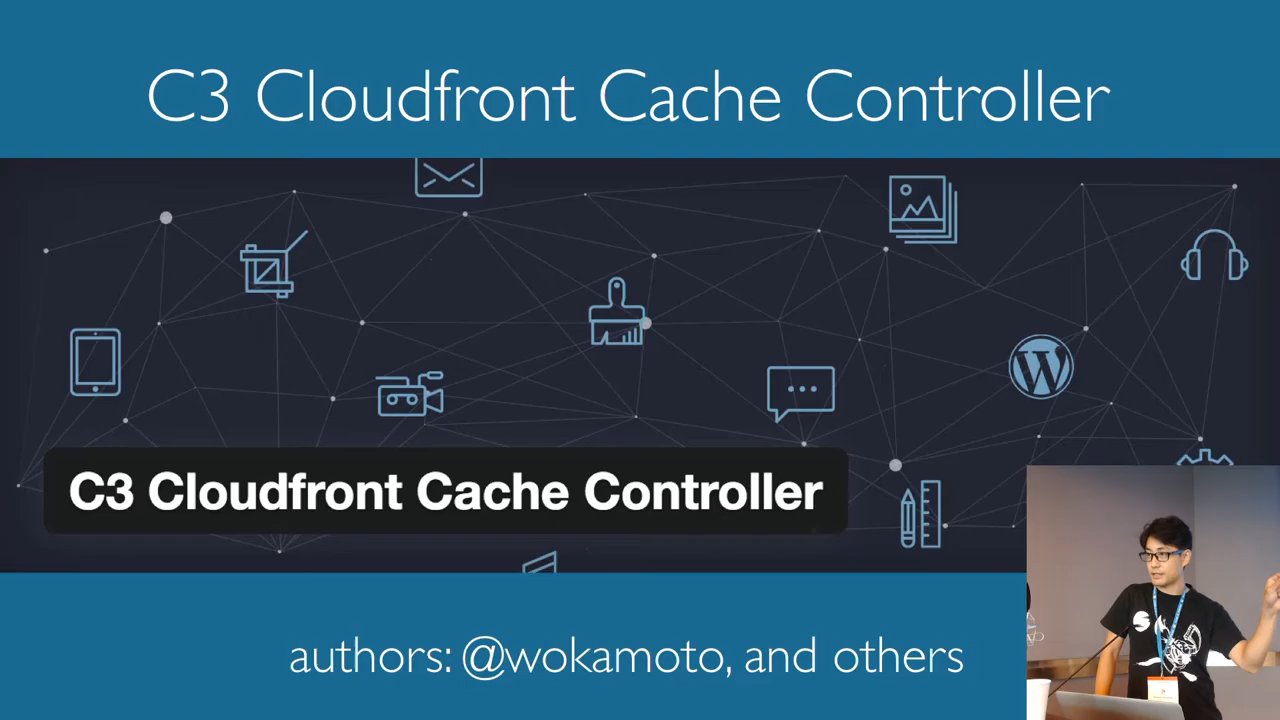 C3 Cloudfront Cache Controller
C3 Cloudfront Cache Controller
authors: @wokamoto, and others